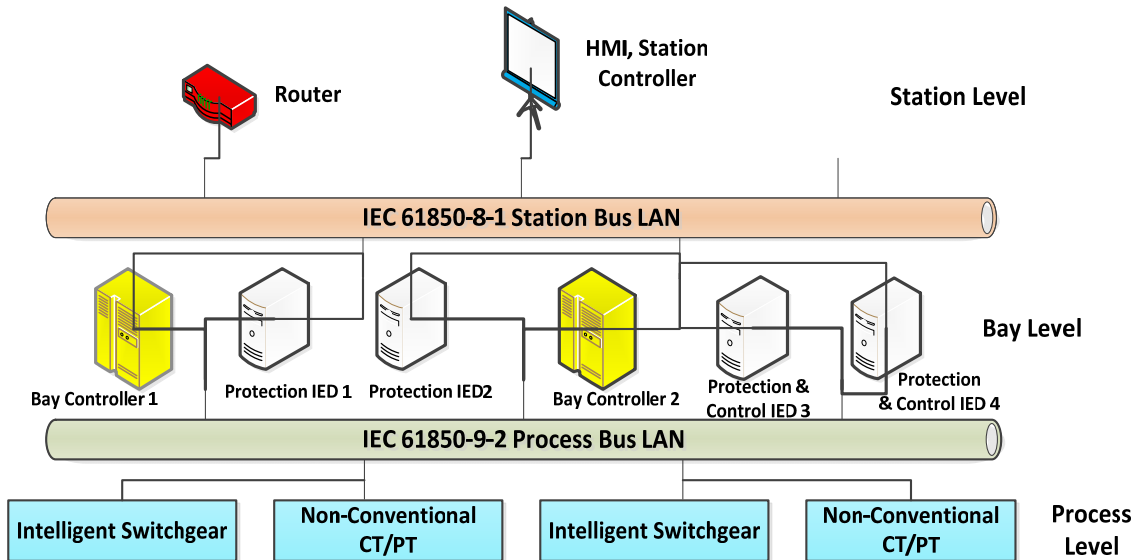 HMI, Station
Controller
Router
Station Level
IEC 61850-8-1 Station Bus LAN
Bay Level
Bay Controller 1
Protection IED 1
Protection IED2
Bay Controller 2
Protection &
Control IED 3
Protection
& Control IED 4
IEC 61850-9-2 Process Bus LAN
Intelligent Switchgear
Non-Conventional
CT/PT
Intelligent Switchgear
Non-Conventional
CT/PT
Process
Level